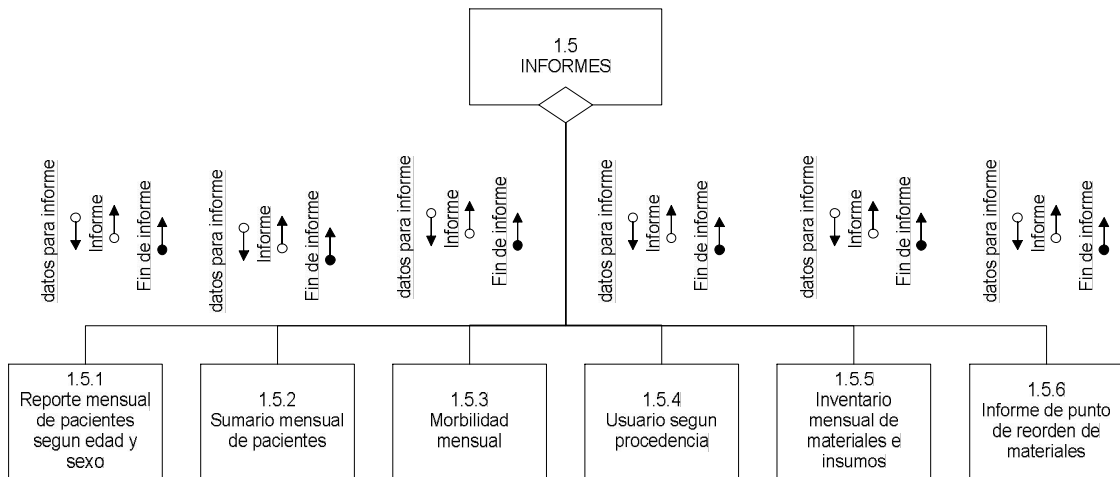 1.5
INFORMES
datos para informe
Informe
Fin de informe
datos para informe
Informe
Fin de informe
datos para informe
Informe
Fin de informe
datos para informe
Informe
Fin de informe
datos para informe
Informe
Fin de informe
datos para informe
Informe
Fin de informe
1.5.1
Reporte mensual
de pacientes
segun edad y
sexo
1.5.2
Sumario mensual
de pacientes
1.5.3
Morbilidad
mensual
1.5.4
Usuario segun
procedencia
1.5.5
Inventario
mensual de
materiales e
insumos
1.5.6
Informe de punto
de reorden de
materiales